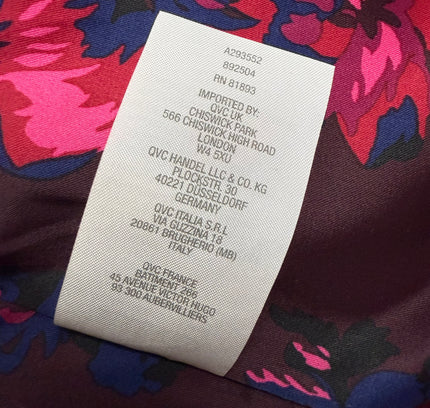 A293552
892504
RN 81893
IMPORTED BY:
QVC UK
CHISWICK PARK
566 CHISWICK HIGH ROAD
LONDON
W4 5XU
QVC HANDEL LLC & CO. KG
PLOCKSTR. 30
40221 DÜSSELDORF
GERMANY
QVC ITALIA S.R.L
VIA GUZZINA 18
20861 BRUGHERIO (MB)
ITALY
QVC FRANCE
BATIMENT 266
45 AVENUE VICTOR HUGO
93 300 AUBERVILLIERS